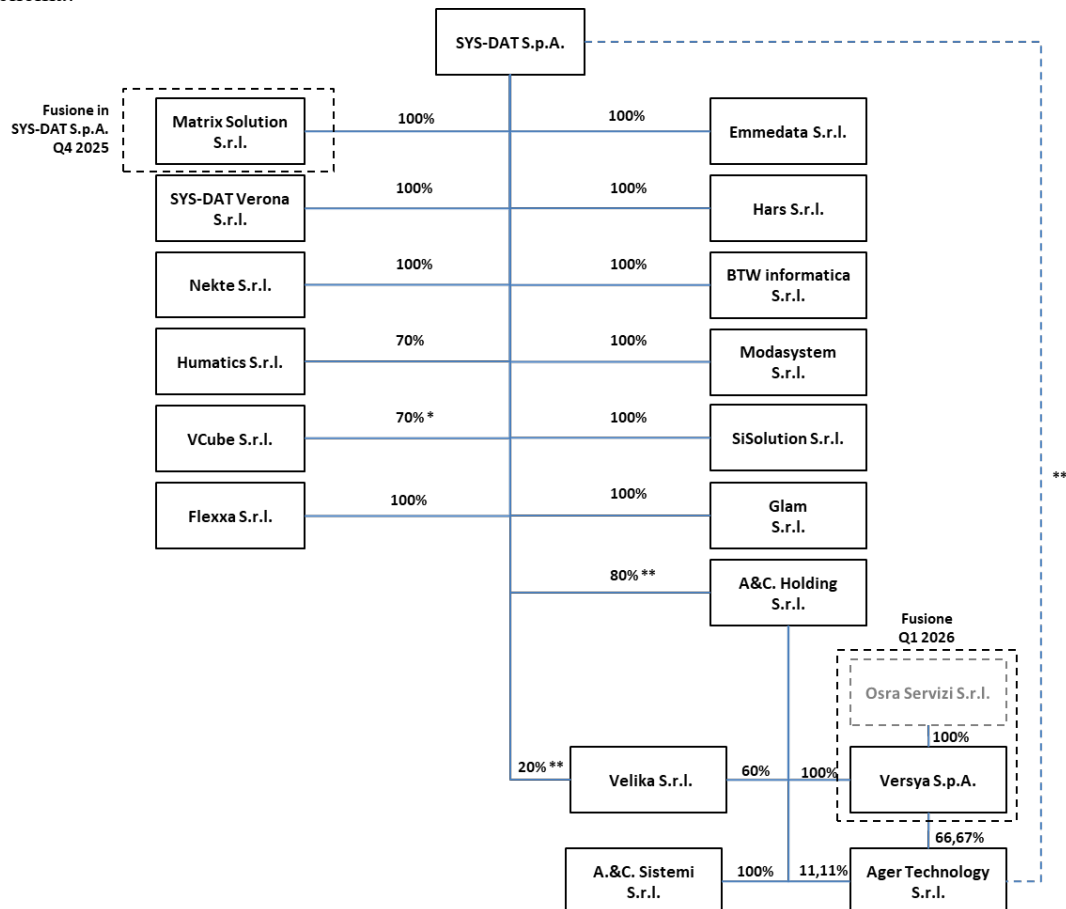 SYS-DAT S.p.A.
Fusione in
SYS-DAT S.p.A.
Q4 2025
Matrix Solution
S.r.l.
100%
100%
Emmedata S.r.l.
SYS-DAT Verona
S.r.l.
100%
100%
Hars S.r.l.
Nekte S.r.l.
100%
100%
BTW informatica
S.r.l.
Humatics S.r.l.
70%
100%
Modasystem
S.r.l.
VCube S.r.l.
70% *
100%
SiSolution S.r.l.
**
Flexxa S.r.l.
100%
100%
Glam
S.r.l.
80% **
A&C. Holding
S.r.l.
Fusione
Q1 2026
Osra Servizi S.r.l.
100%
20% **
Velika S.r.l.
60%
100%
Versya S.p.A.
66,67%
A.&C. Sistemi
S.r.l.
100%
11,11%
Ager Technology
S.r.l.